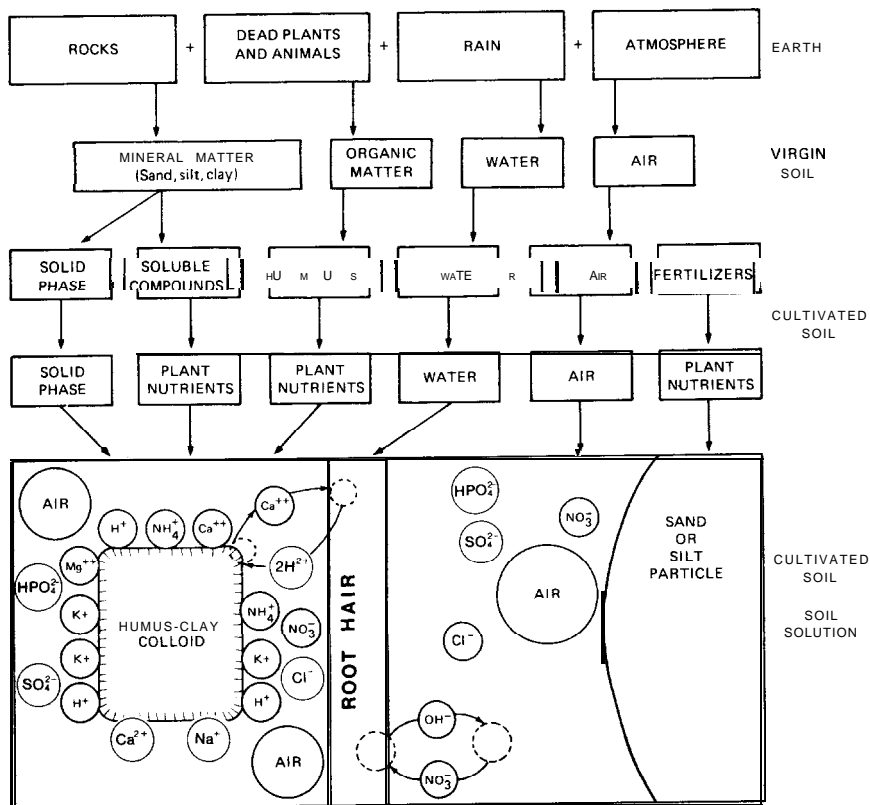 ROCKS + DEAD PLANTS AND ANIMALS + RAIN + ATMOSPHERE EARTH
MINERAL MATTER
(Sand, silt, clay)
ORGANIC
MATTER
WATER
AIR
VIRGIN
SOIL
SOLID
PHASE
SOLUBLE
COMPOUNDS
HUMUS
WATER
AIR
FERTILIZERS
CULTIVATED
SOIL
SOLID
PHASE
PLANT
NUTRIENTS
PLANT
NUTRIENTS
WATER
AIR
PLANT
NUTRIENTS
AIR
H⁺
NH₄⁺
Ca⁺⁺
Ca⁺⁺
2H²⁺
Mg⁺⁺
HPO₄²⁻
K+
K+
SO₄²⁻
H⁺
HUMUS-CLAY
COLLOID
NH₄⁺
NO₃⁻
K+
Cl⁻
H⁺
Ca²⁺
Na⁺
AIR
ROOT HAIR
HPO₄²⁻
NO₃⁻
SO₄²⁻
AIR
Cl⁻
OH⁻
NO₃⁻
SAND
OR
SILT
PARTICLE
CULTIVATED
SOIL
SOIL
SOLUTION